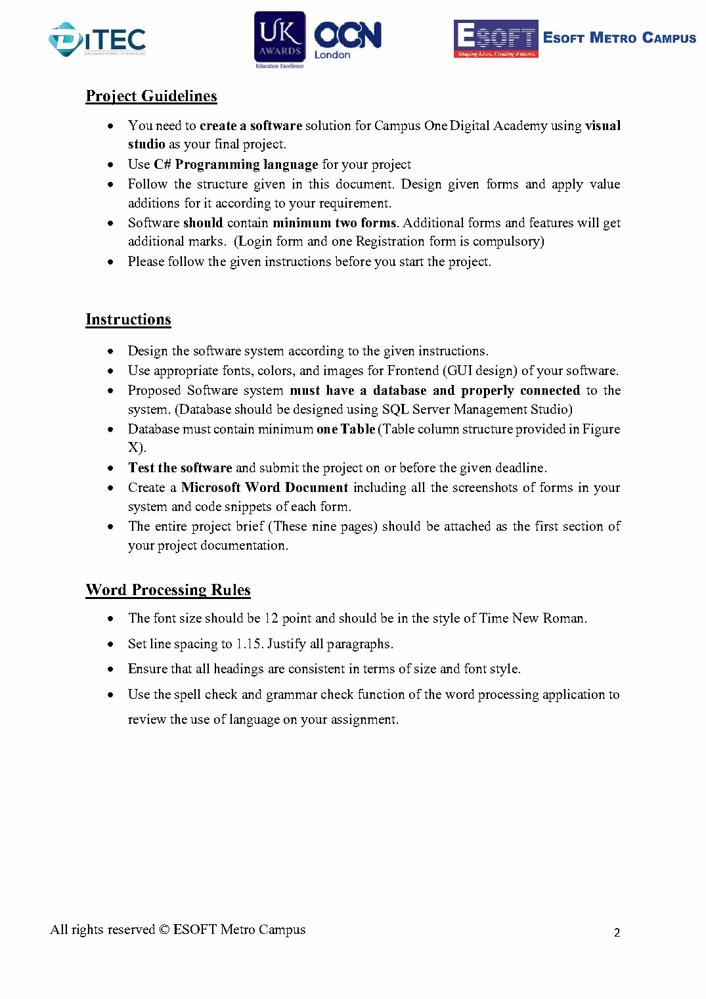 DiTEC
DIPLOMA IN INFORMATION TECHNOLOGY
UK
AWARDS
Education Excellence
OCN
London
ESOFT
Shaping Lives, Creating Futures.
ESOFT METRO CAMPUS
Project Guidelines
• You need to create a software solution for Campus One Digital Academy using visual
studio as your final project.
• Use C# Programming language for your project
• Follow the structure given in this document. Design given forms and apply value
additions for it according to your requirement.
• Software should contain minimum two forms. Additional forms and features will get
additional marks. (Login form and one Registration form is compulsory)
• Please follow the given instructions before you start the project.
Instructions
• Design the software system according to the given instructions.
• Use appropriate fonts, colors, and images for Frontend (GUI design) of your software.
• Proposed Software system must have a database and properly connected to the
system. (Database should be designed using SQL Server Management Studio)
• Database must contain minimum one Table (Table column structure provided in Figure
X).
• Test the software and submit the project on or before the given deadline.
• Create a Microsoft Word Document including all the screenshots of forms in your
system and code snippets of each form.
• The entire project brief (These nine pages) should be attached as the first section of
your project documentation.
Word Processing Rules
• The font size should be 12 point and should be in the style of Time New Roman.
• Set line spacing to 1.15. Justify all paragraphs.
• Ensure that all headings are consistent in terms of size and font style.
• Use the spell check and grammar check function of the word processing application to
review the use of language on your assignment.
All rights reserved © ESOFT Metro Campus
2